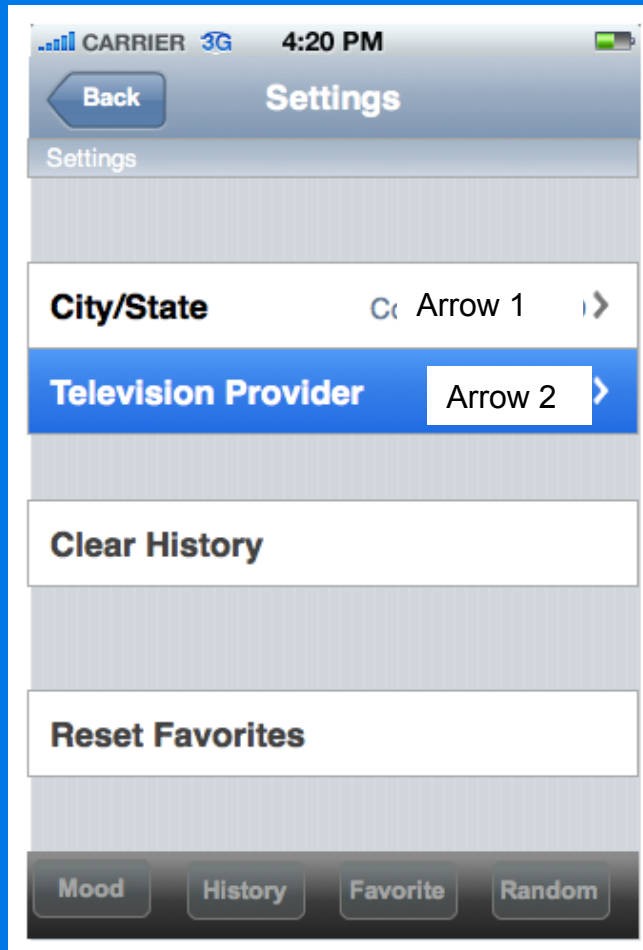 CARRIER 3G 4:20 PM
Back Settings
Settings
City/State Arrow 1
Television Provider Arrow 2
Clear History
Reset Favorites
Mood History Favorite Random